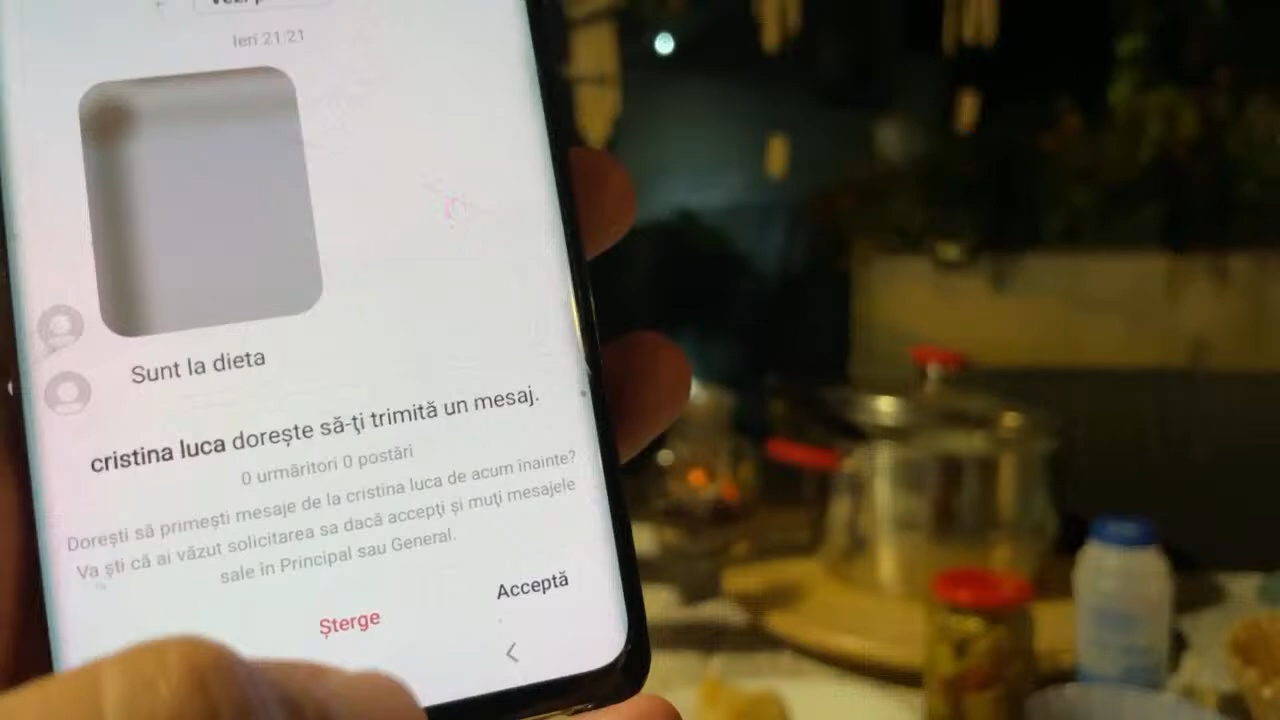 Ieri 21:21
Sunt la dieta
cristina luca dorește să-ți trimită un mesaj.
0 urmăritori 0 postări
Dorești să primești mesaje de la cristina luca de acum înainte?
Va ști că ai văzut solicitarea sa dacă accepți și muți mesajele
sale în Principal sau General.
Șterge
Acceptă